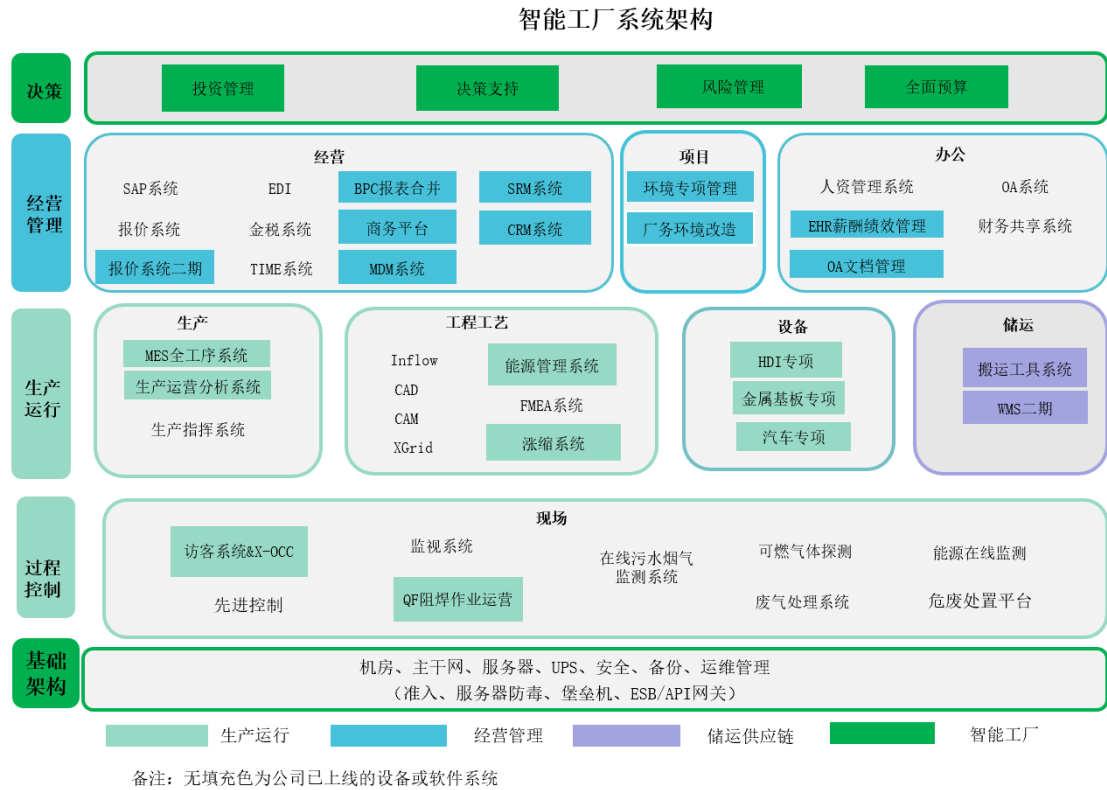 智能工厂系统架构
决策
投资管理
决策支持
风险管理
全面预算
经营
管理
经营
SAP系统
EDI
BPC报表合并
SRM系统
报价系统
金税系统
商务平台
CRM系统
报价系统二期
TIME系统
MDM系统
项目
环境专项管理
厂务环境改造
办公
人资管理系统
OA系统
EHR薪酬绩效管理
财务共享系统
OA文档管理
生产
运行
生产
MES全工序系统
生产运营分析系统
生产指挥系统
工程工艺
Inflow
CAD
CAM
XGrid
能源管理系统
FMEA系统
涨缩系统
设备
HDI专项
金属基板专项
汽车专项
储运
搬运工具系统
WMS二期
过程
控制
现场
访客系统&X-OCC
监视系统
在线污水烟气
监测系统
可燃气体探测
能源在线监测
先进控制
QF阻焊作业运营
废气处理系统
危废处置平台
基础
架构
机房、主干网、服务器、UPS、安全、备份、运维管理
（准入、服务器防毒、堡垒机、ESB/API网关）
生产运行
经营管理
储运供应链
智能工厂
备注：无填充色为公司已上线的设备或软件系统